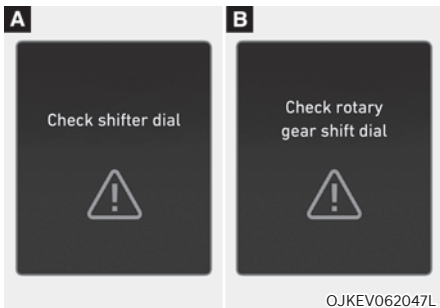 A
Check shifter dial
B
Check rotary
gear shift dial
OJKEV062047L